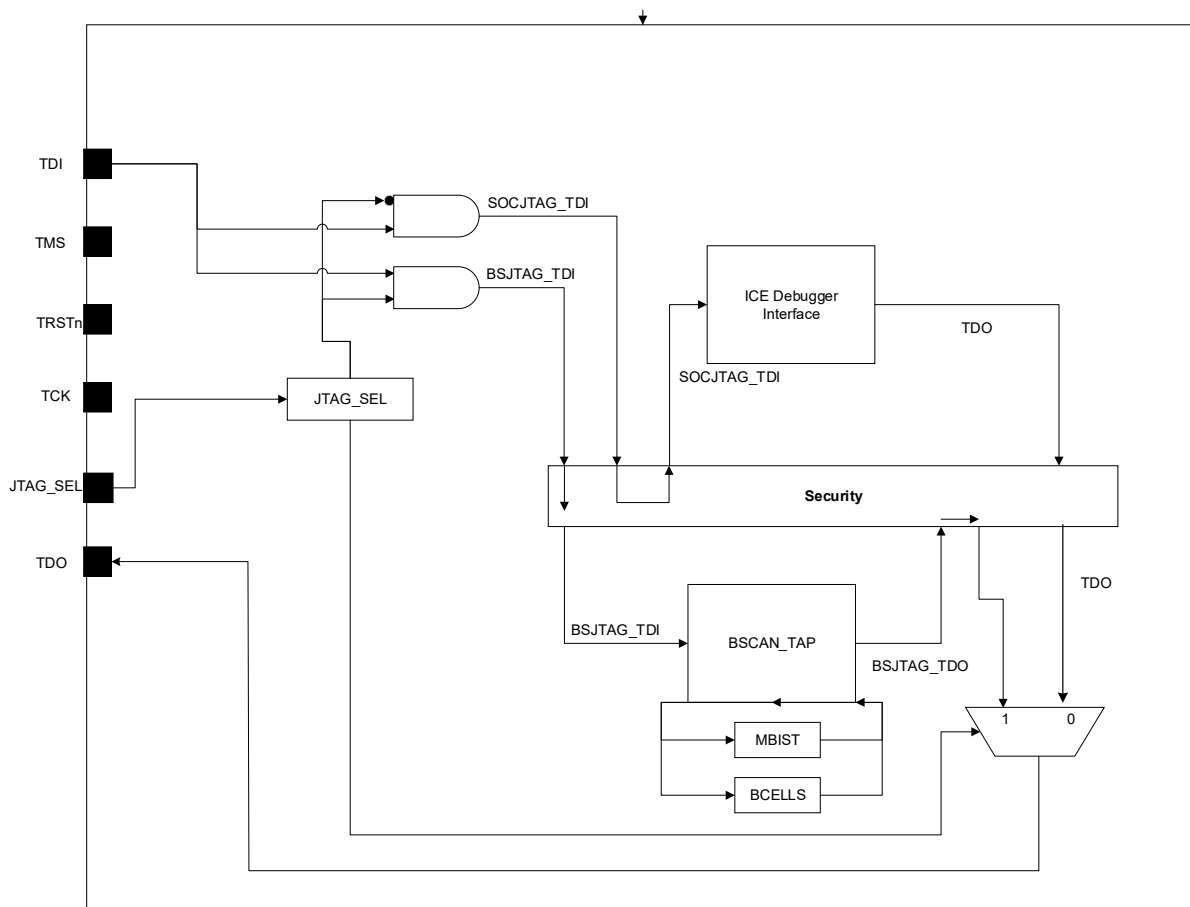 TDI
TMS
TRSTn
TCK
JTAG_SEL
TDO
SOCJTAG_TDI
BSJTAG_TDI
JTAG_SEL
ICE Debugger
Interface
TDO
SOCJTAG_TDI
Security
BSJTAG_TDI
BSCAN_TAP
BSJTAG_TDO
TDO
MBIST
BCELLS
1
0